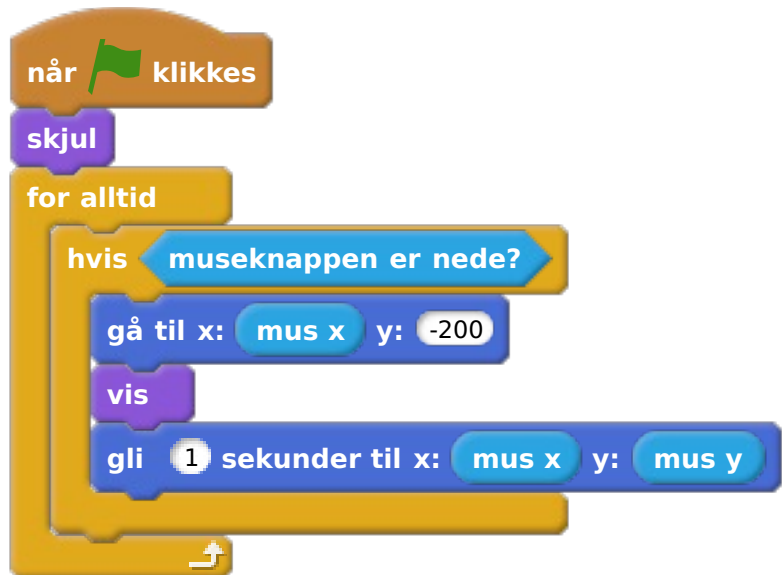 når klikkes
skjul
for alltid
hvis museknappen er nede?
gå til x: mus x y: -200
vis
gli 1 sekunder til x: mus x y: mus y